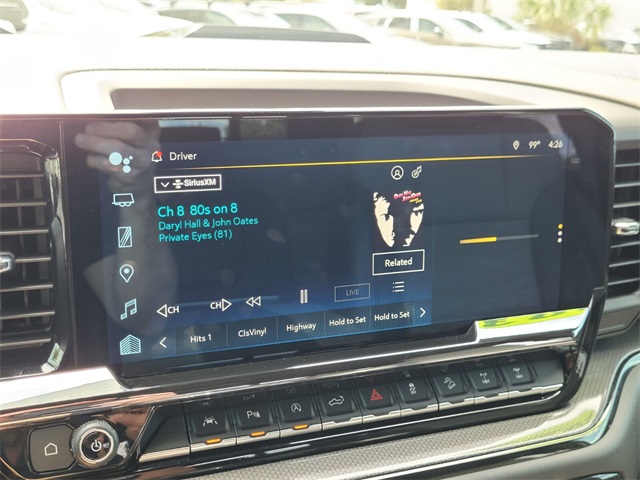 Driver
99° 4:26
SiriusXM
Ch 8 80s on 8
Daryl Hall & John Oates
Private Eyes (81)
Related
CH
CH
LIVE
Hits 1
ClsVinyl
Highway
Hold to Set
Hold to Set